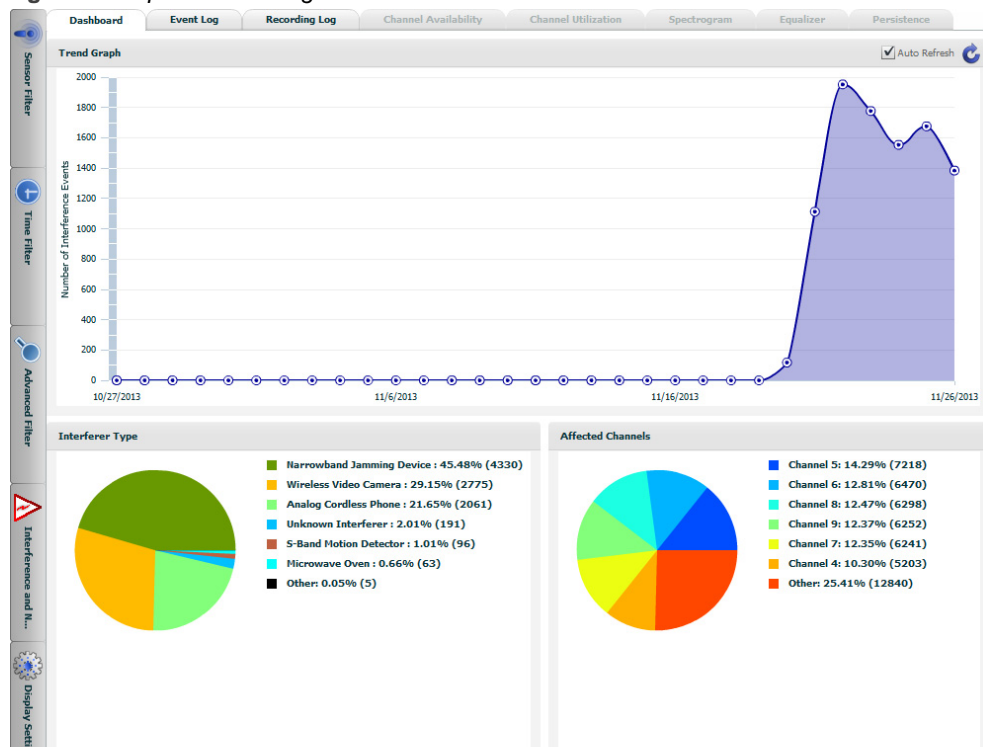 Dashboard Event Log Recording Log Channel Availability Channel Utilization Spectrogram Equalizer Persistence
Sensor Filter
Time Filter
Advanced Filter
Interference and N...
Display Setti
Trend Graph
Auto Refresh
Number of Interference Events
2000
1800
1600
1400
1200
1000
800
600
400
200
0
10/27/2013 11/6/2013 11/16/2013 11/26/2013
Interferer Type
Narrowband Jamming Device : 45.48% (4330)
Wireless Video Camera : 29.15% (2775)
Analog Cordless Phone : 21.65% (2061)
Unknown Interferer : 2.01% (191)
S-Band Motion Detector : 1.01% (96)
Microwave Oven : 0.66% (63)
Other: 0.05% (5)
Affected Channels
Channel 5: 14.29% (7218)
Channel 6: 12.81% (6470)
Channel 8: 12.47% (6298)
Channel 9: 12.37% (6252)
Channel 7: 12.35% (6241)
Channel 4: 10.30% (5203)
Other: 25.41% (12840)